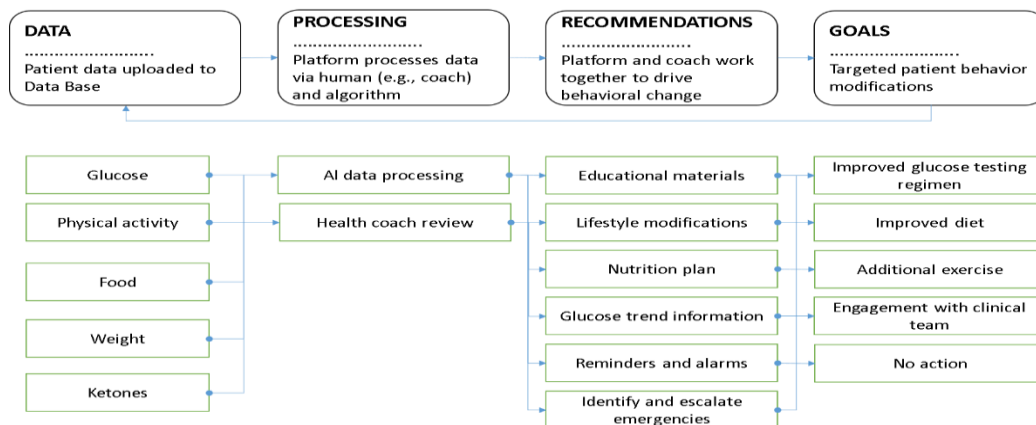 DATA
Patient data uploaded to
Data Base
PROCESSING
Platform processes data
via human (e.g., coach)
and algorithm
RECOMMENDATIONS
Platform and coach work
together to drive
behavioral change
GOALS
Targeted patient behavior
modifications
Glucose
Physical activity
Food
Weight
Ketones
AI data processing
Health coach review
Educational materials
Lifestyle modifications
Nutrition plan
Glucose trend information
Reminders and alarms
Identify and escalate
emergencies
Improved glucose testing
regimen
Improved diet
Additional exercise
Engagement with clinical
team
No action